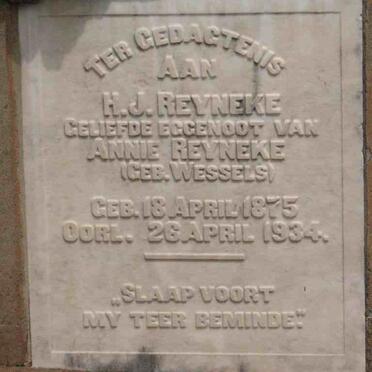 TER GEDACTENIS
AAN
H.J. REYNEKE
GELIEFDE EGGENOOT VAN
ANNIE REYNEKE
(GEB. WESSELS)
GEB. 18 APRIL 1875
OORL. 26 APRIL 1934.
„SLAAP VOORT
MY TEER BEMINDE."